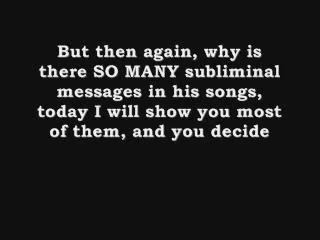 But then again, why is
there SO MANY subliminal
messages in his songs,
today I will show you most
of them, and you decide